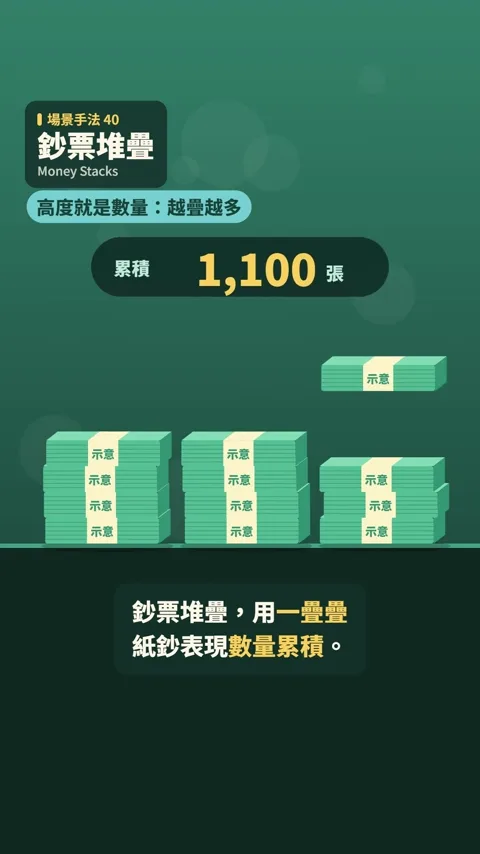 場景手法 40
鈔票堆疊
Money Stacks
高度就是數量：越疊越多
累積 1,100 張
示意
示意 示意
示意 示意 示意
示意 示意 示意
示意 示意 示意
鈔票堆疊，用一疊疊
紙鈔表現數量累積。